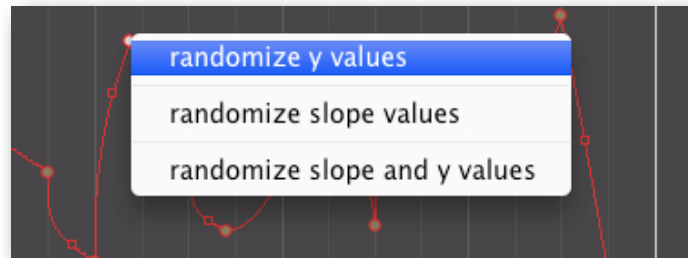 randomize y values
randomize slope values
randomize slope and y values